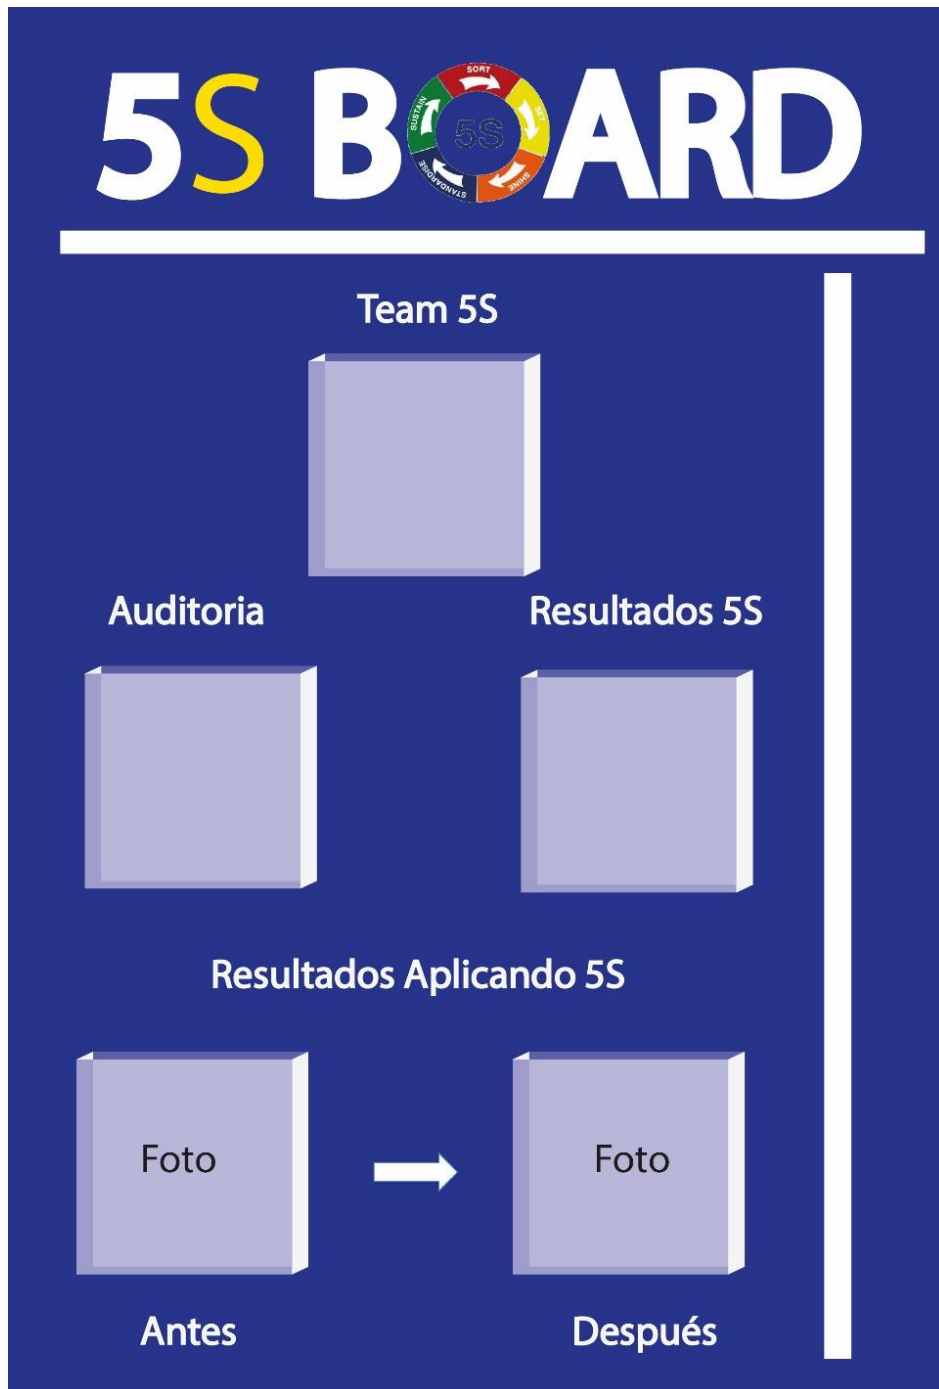 5S BOARD
SORT
SET
SHINE
STANDARDISE
SUSTAIN
5S
Team 5S
Auditoria Resultados 5S
Resultados Aplicando 5S
Foto Foto
Antes Después